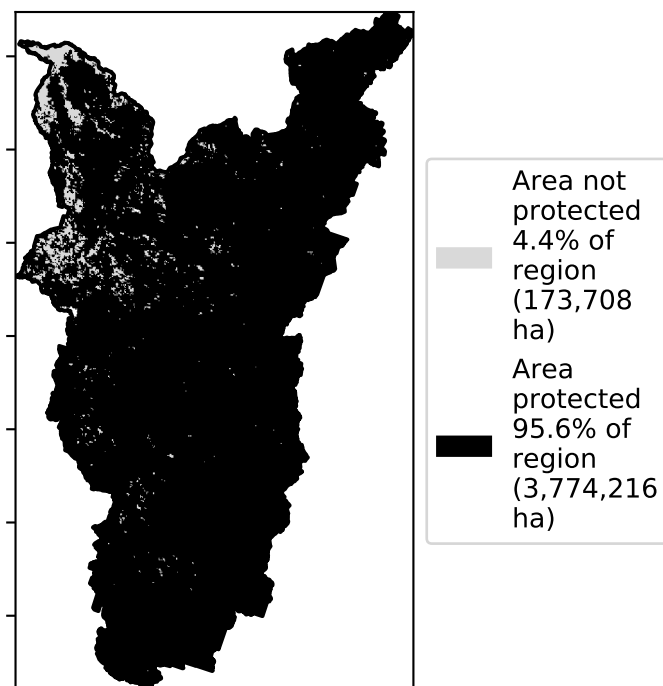 Area not
protected
4.4% of
region
(173,708
ha)
Area
protected
95.6% of
region
(3,774,216
ha)